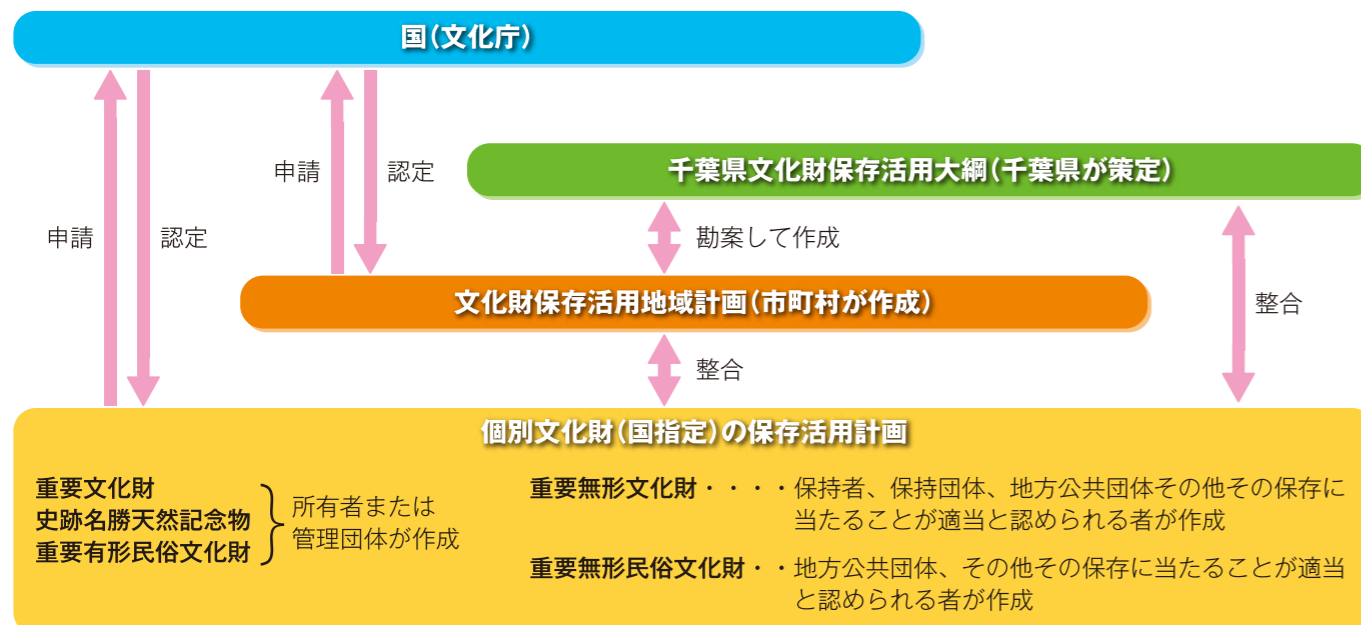 国(文化庁)
申請
認定
千葉県文化財保存活用大綱(千葉県が策定)
申請
認定
勘案して作成
文化財保存活用地域計画(市町村が作成)
整合
整合
個別文化財(国指定)の保存活用計画
重要文化財
史跡名勝天然記念物
重要有形民俗文化財
所有者または
管理団体が作成
重要無形文化財・・・・保持者、保持団体、地方公共団体その他その保存に
当たることが適当と認められる者が作成
重要無形民俗文化財・・地方公共団体、その他その保存に当たることが適当
と認められる者が作成